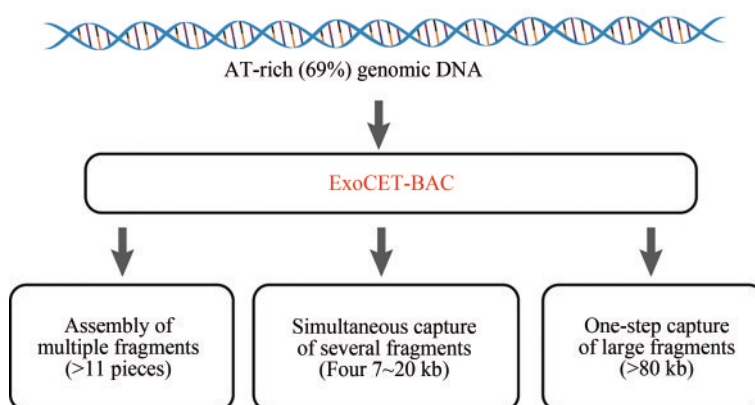 AT-rich (69%) genomic DNA
ExoCET-BAC
Assembly of
multiple fragments
(>11 pieces)
Simultaneous capture
of several fragments
(Four 7~20 kb)
One-step capture
of large fragments
(>80 kb)